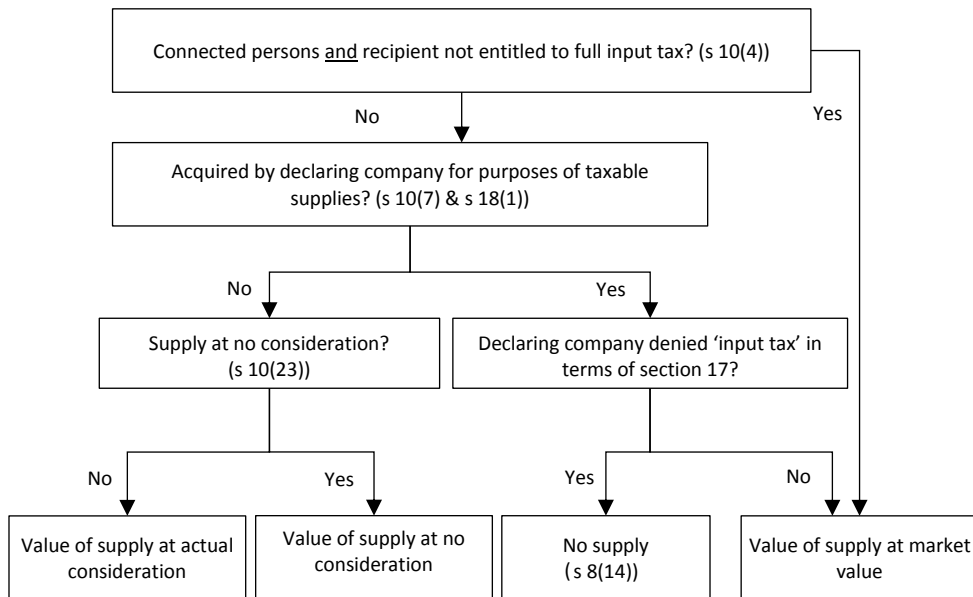 Connected persons and recipient not entitled to full input tax? (s 10(4))
No
Yes
Acquired by declaring company for purposes of taxable
supplies? (s 10(7) & s 18(1))
No
Yes
Supply at no consideration?
(s 10(23))
Declaring company denied ‘input tax’ in
terms of section 17?
No
Yes
Yes
No
Value of supply at actual
consideration
Value of supply at no
consideration
No supply
(s 8(14))
Value of supply at market
value